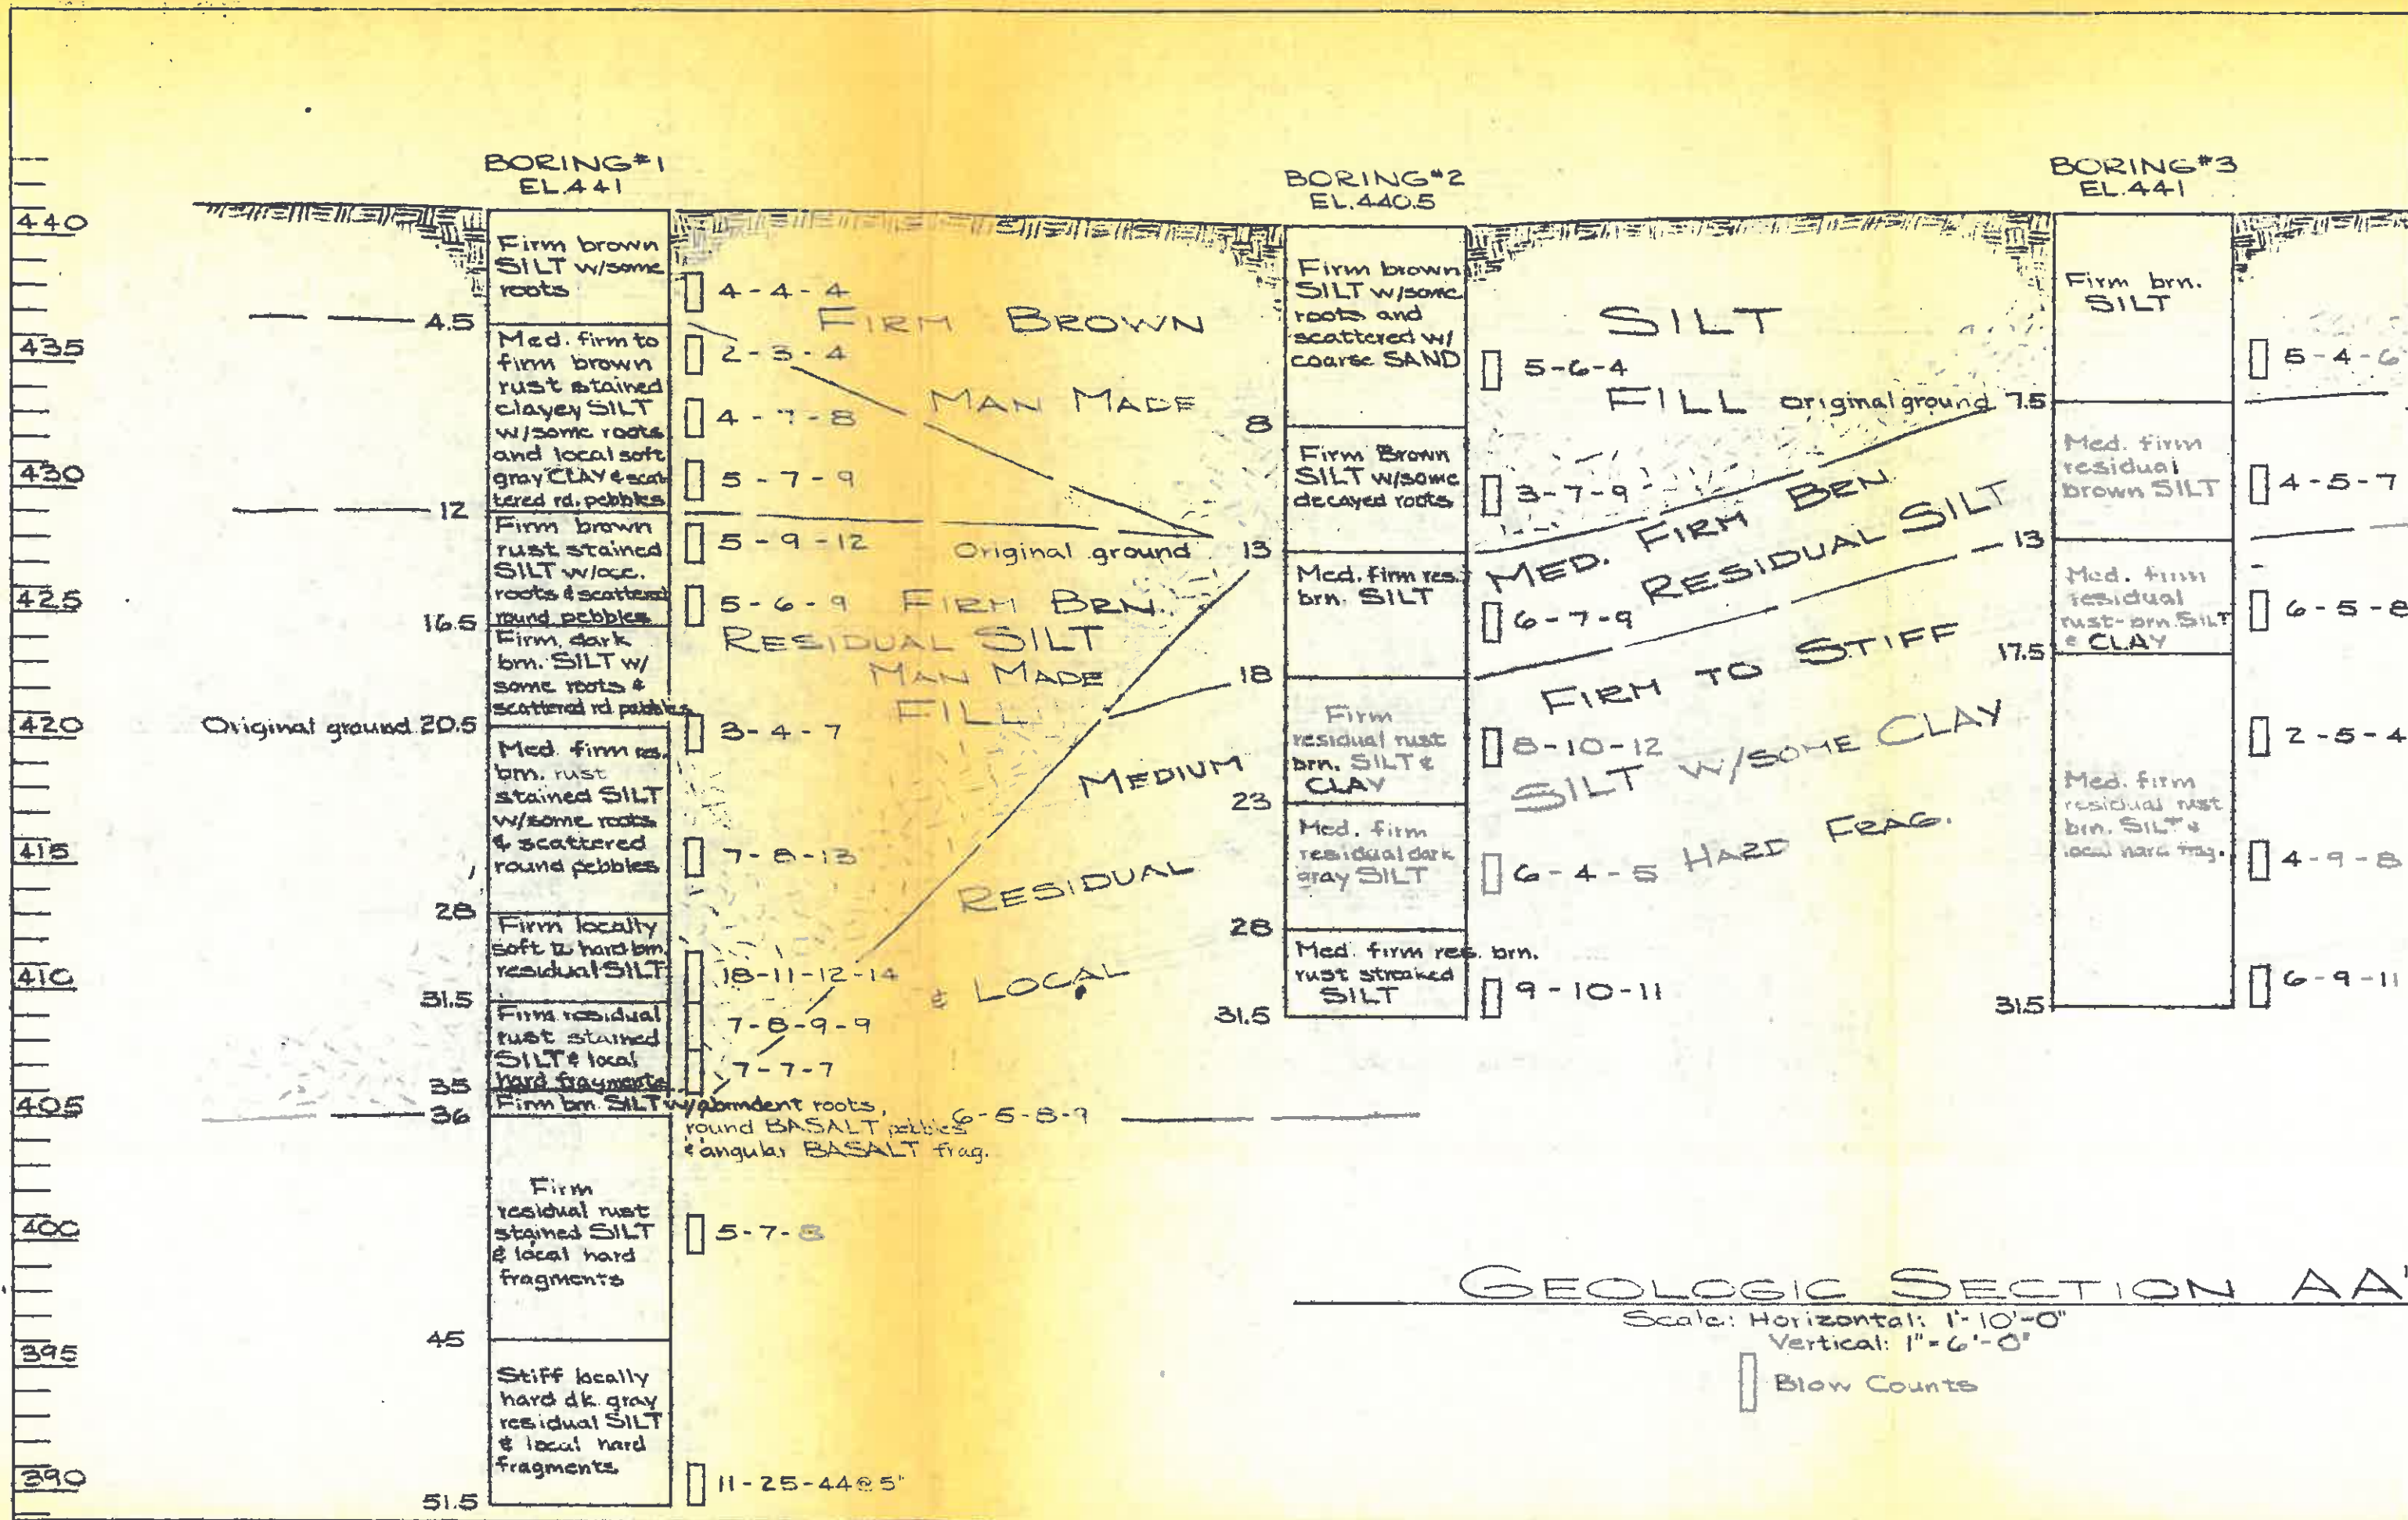 BORING #1
EL. 441
BORING #2
EL. 440.5
BORING #3
EL. 441
440
435
430
425
420
415
410
405
400
395
390
Firm brown
SILT w/some
roots
4.5
Med. firm to
firm brown
rust stained
clayey SILT
w/some roots
and local soft
gray CLAY & scat
tered rd. pebbles
12
Firm brown
rust stained
SILT w/occ.
roots & scattered
round pebbles
16.5
Firm, dark
brn. SILT w/
some roots &
scattered rd pebbles
Original ground 20.5
Med. firm res.
brn. rust
stained SILT
w/some roots
& scattered
round pebbles
28
Firm locally
soft to hard brn.
residual SILT
31.5
Firm residual
rust stained
SILT & local
hard fragments
35
Firm brn. SILT w/abundent roots,
round BASALT pebbles
& angular BASALT frag.
36
Firm
residual rust
stained SILT
& local hard
fragments
45
Stiff locally
hard dk. gray
residual SILT
& local hard
fragments
51.5
4-4-4
2-3-4
4-7-8
5-7-9
5-9-12
5-6-9
3-4-7
7-8-13
18-11-12-14
7-8-9-9
7-7-7
6-5-8-9
5-7-8
11-25-44@5"
FIRM BROWN SILT
MAN MADE FILL
Original ground
FIRM BRN.
RESIDUAL SILT
MAN MADE
FILL
MEDIUM
RESIDUAL
& LOCAL
Firm brown
SILT w/some
roots and
scattered w/
coarse SAND
8
Firm Brown
SILT w/some
decayed roots
13
Med. firm res.
brn. SILT
18
Firm
residual rust
brn. SILT &
CLAY
23
Med. firm
residual dark
gray SILT
28
Med. firm res. brn.
rust streaked
SILT
31.5
5-6-4
3-7-9
6-7-9
8-10-12
6-4-5
9-10-11
Original ground 7.5
MED. FIRM BRN.
RESIDUAL SILT
FIRM TO STIFF
SILT W/SOME CLAY
HARD FRAG.
Firm brn.
SILT
Med. firm
residual
brown SILT
13
Med. firm
residual
rust-brn. SILT
& CLAY
17.5
Med. firm
residual rust
brn. SILT &
local hard frag.
31.5
5-4-6
4-5-7
6-5-8
2-5-4
4-9-8
6-9-11
GEOLOGIC SECTION AA'
Scale: Horizontal: 1"-10'-0"
Vertical: 1"=6'-0"
Blow Counts